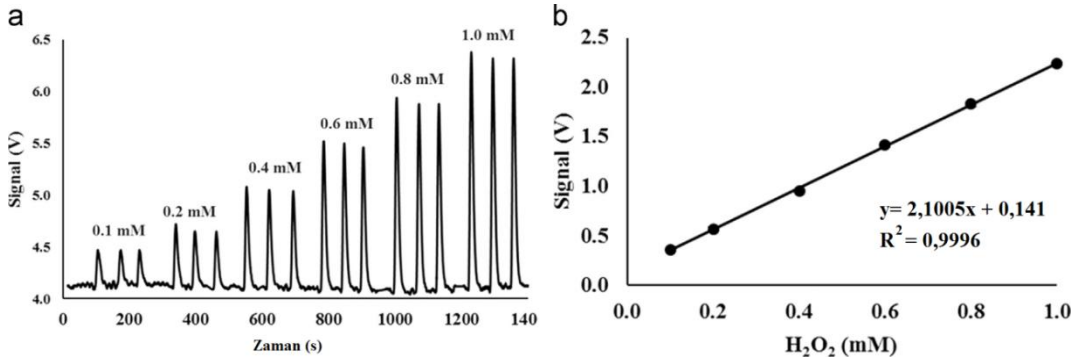 a
6.5
6.0
5.5
5.0
4.5
4.0
Signal (V)
0.1 mM
0.2 mM
0.4 mM
0.6 mM
0.8 mM
1.0 mM
0 200 400 600 800 1000 1200 140
Zaman (s)
b
2.5
2.0
1.5
1.0
0.5
0.0
Signal (V)
y= 2,1005x + 0,141
R² = 0,9996
0.0 0.2 0.4 0.6 0.8 1.0
H₂O₂ (mM)